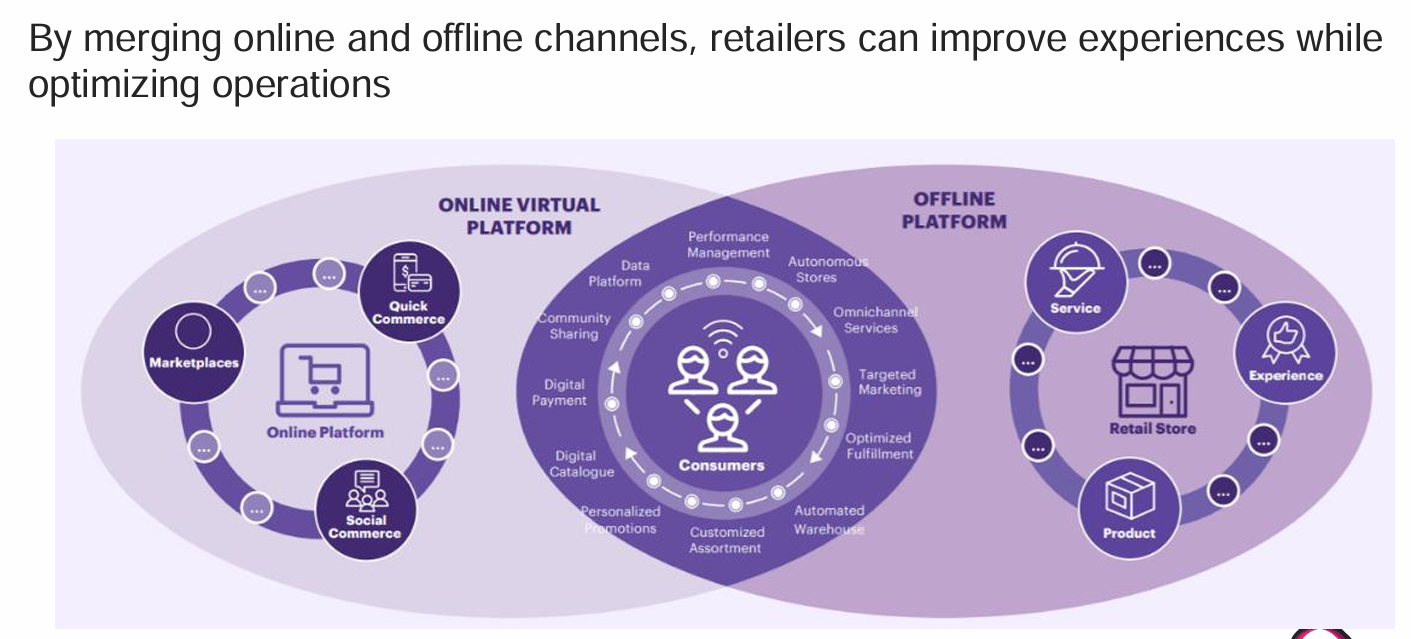 By merging online and offline channels, retailers can improve experiences while
optimizing operations
ONLINE VIRTUAL
PLATFORM
OFFLINE
PLATFORM
Quick
Commerce
Marketplaces
Online Platform
Social
Commerce
$
...
...
...
...
...
...
Performance
Management
Autonomous
Stores
Omnichannel
Services
Targeted
Marketing
Optimized
Fulfillment
Automated
Warehouse
Customized
Assortment
Personalized
Promotions
Digital
Catalogue
Digital
Payment
Community
Sharing
Data
Platform
Consumers
Service
Experience
Retail Store
Product
...
...
...
...
...
...